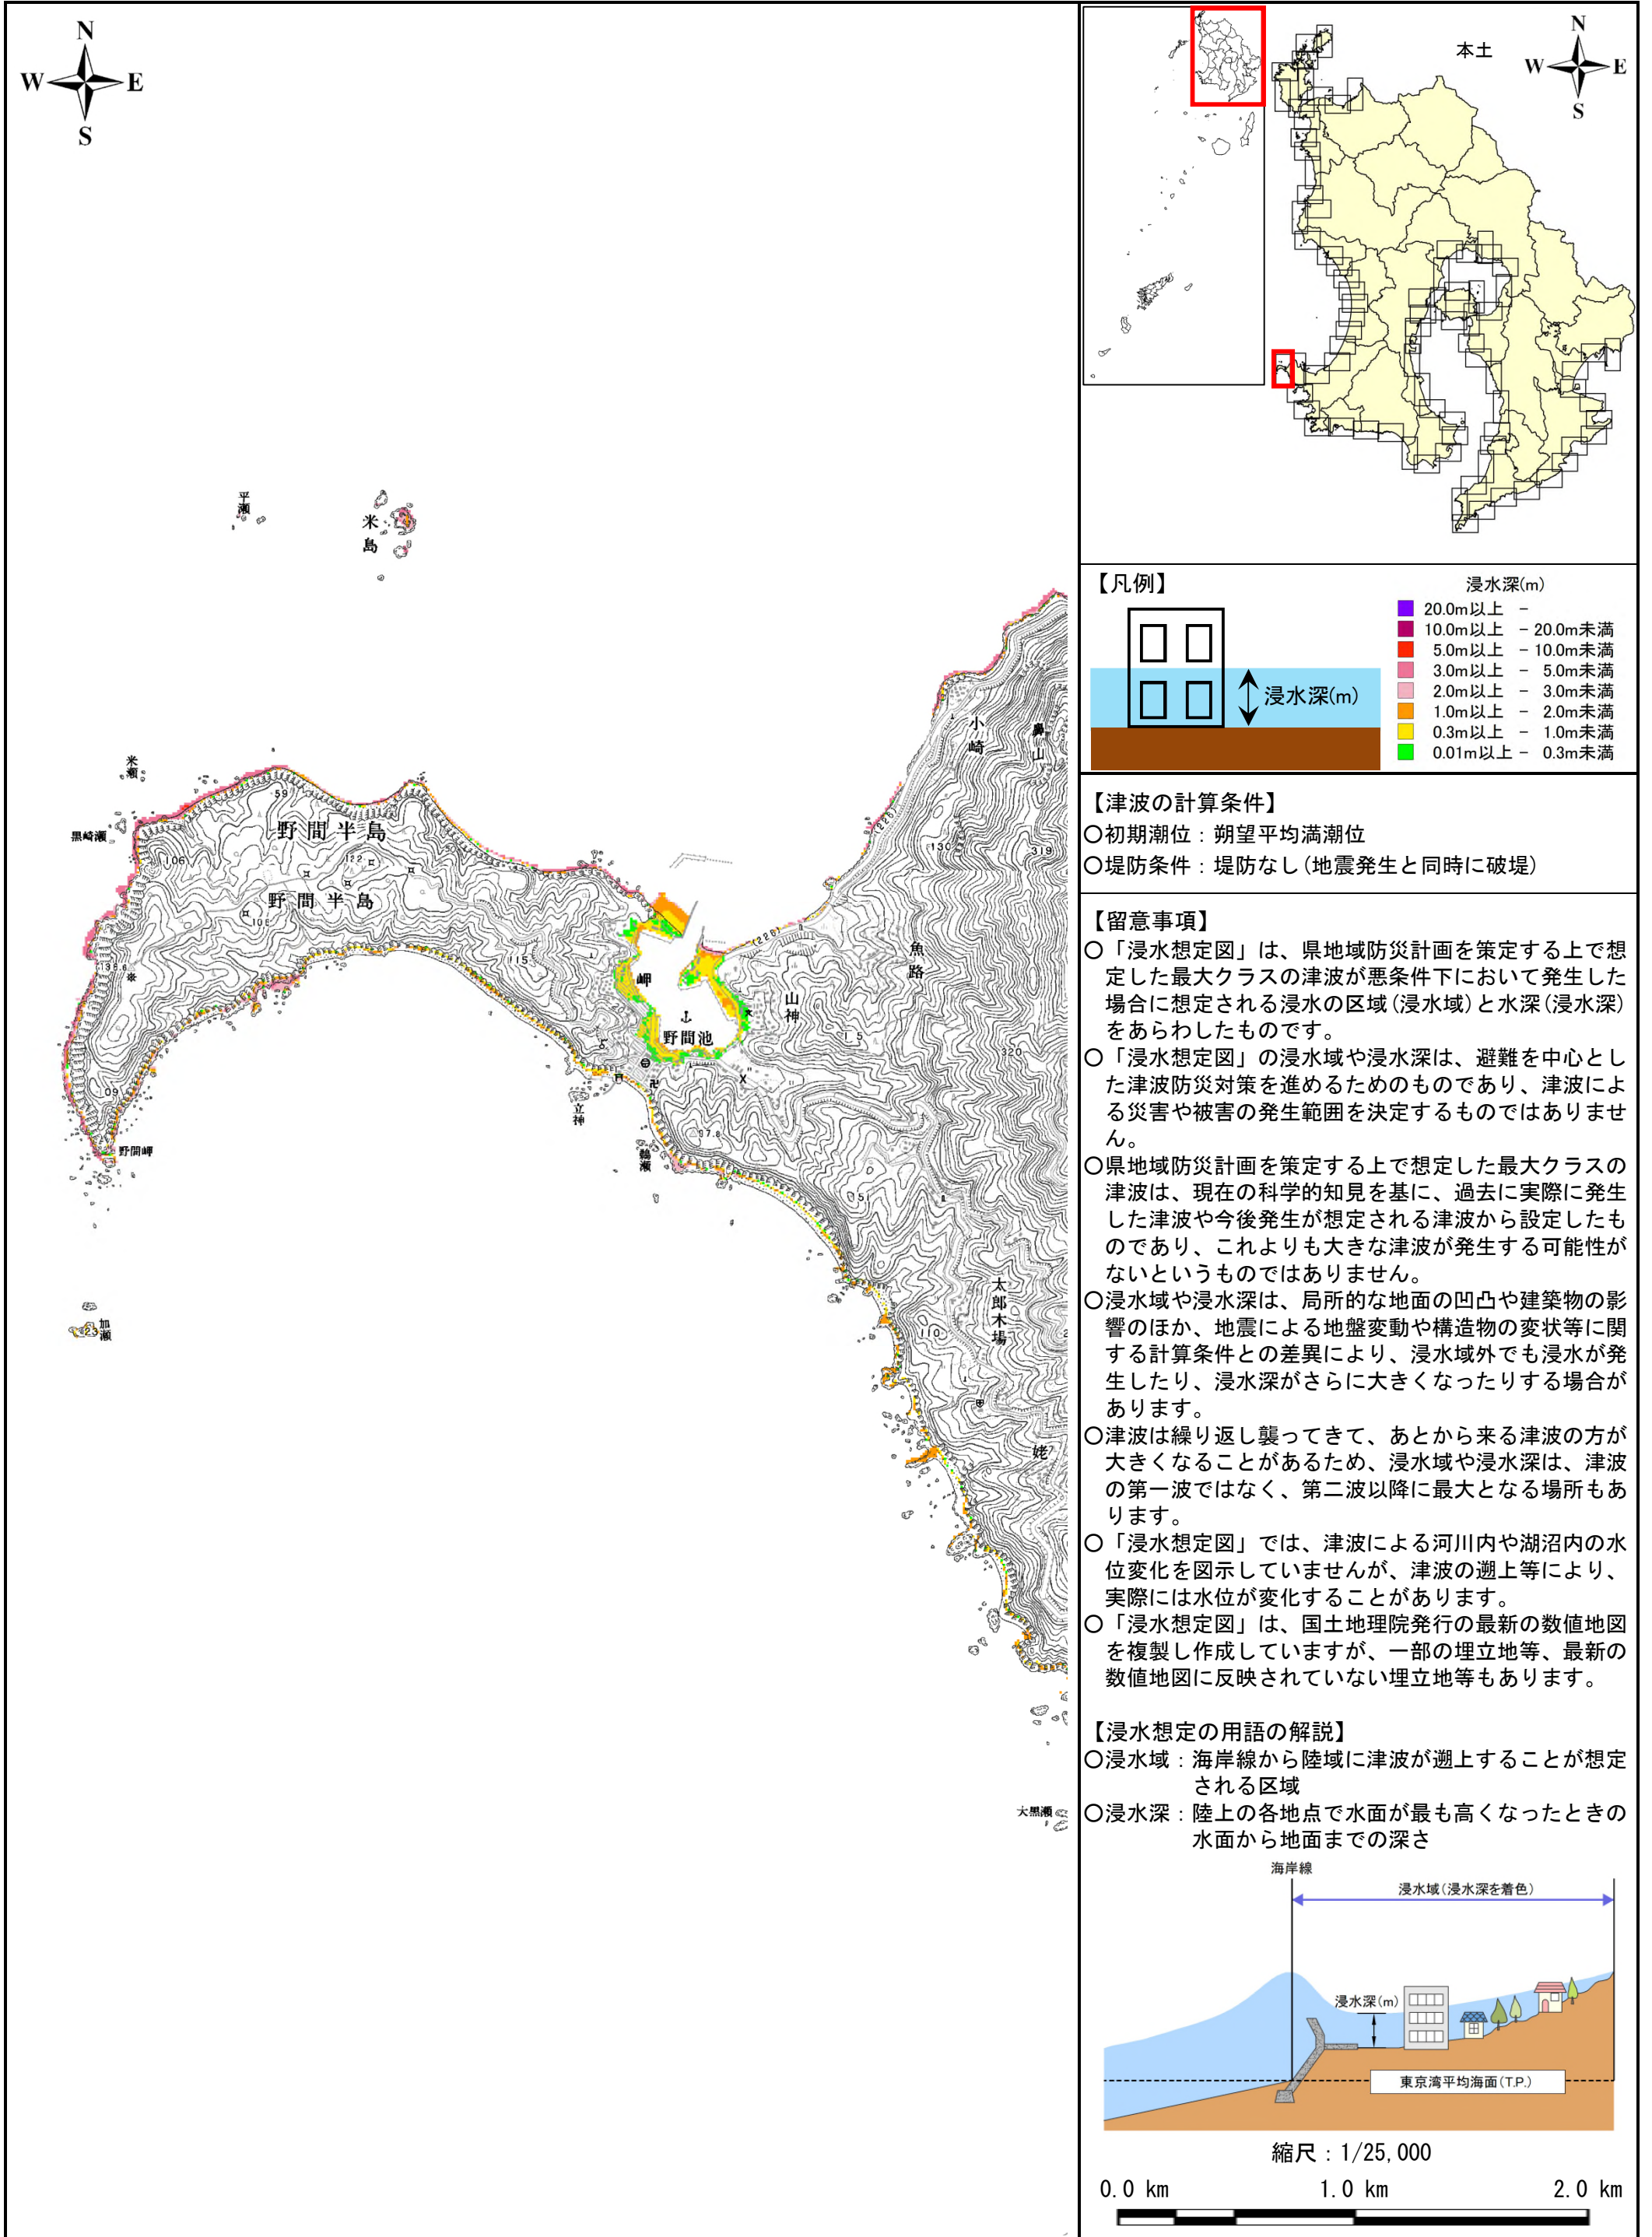 N
W
E
S
平瀬
米島
米瀬
黒崎瀬
59
野間半島
106
122
野間半島
108
138.6
115
09
野間岬
岬
野間池
山神
魚路
小崎
130
319
(226)
(226)
320
立神
鵜瀬
97.8
太郎木場
110
姥
23
加瀬
大黒瀬
本土
N
W
E
S
【凡例】
浸水深(m)
浸水深(m)
20.0m以上 -
10.0m以上 - 20.0m未満
5.0m以上 - 10.0m未満
3.0m以上 - 5.0m未満
2.0m以上 - 3.0m未満
1.0m以上 - 2.0m未満
0.3m以上 - 1.0m未満
0.01m以上 - 0.3m未満
【津波の計算条件】
○初期潮位:朔望平均満潮位
○堤防条件:堤防なし(地震発生と同時に破堤)
【留意事項】
○「浸水想定図」は、県地域防災計画を策定する上で想
定した最大クラスの津波が悪条件下において発生した
場合に想定される浸水の区域(浸水域)と水深(浸水深)
をあらわしたものです。
○「浸水想定図」の浸水域や浸水深は、避難を中心とし
た津波防災対策を進めるためのものであり、津波によ
る災害や被害の発生範囲を決定するものではありませ
ん。
○県地域防災計画を策定する上で想定した最大クラスの
津波は、現在の科学的知見を基に、過去に実際に発生
した津波や今後発生が想定される津波から設定したも
のであり、これよりも大きな津波が発生する可能性が
ないというものではありません。
○浸水域や浸水深は、局所的な地面の凹凸や建築物の影
響のほか、地震による地盤変動や構造物の変状等に関
する計算条件との差異により、浸水域外でも浸水が発
生したり、浸水深がさらに大きくなったりする場合が
あります。
○津波は繰り返し襲ってきて、あとから来る津波の方が
大きくなることがあるため、浸水域や浸水深は、津波
の第一波ではなく、第二波以降に最大となる場所もあ
ります。
○「浸水想定図」では、津波による河川内や湖沼内の水
位変化を図示していませんが、津波の遡上等により、
実際には水位が変化することがあります。
○「浸水想定図」は、国土地理院発行の最新の数値地図
を複製し作成していますが、一部の埋立地等、最新の
数値地図に反映されていない埋立地等もあります。
【浸水想定の用語の解説】
○浸水域:海岸線から陸域に津波が遡上することが想定
される区域
○浸水深:陸上の各地点で水面が最も高くなったときの
水面から地面までの深さ
海岸線
浸水域(浸水深を着色)
浸水深(m)
東京湾平均海面(T.P.)
縮尺:1/25,000
0.0 km 1.0 km 2.0 km